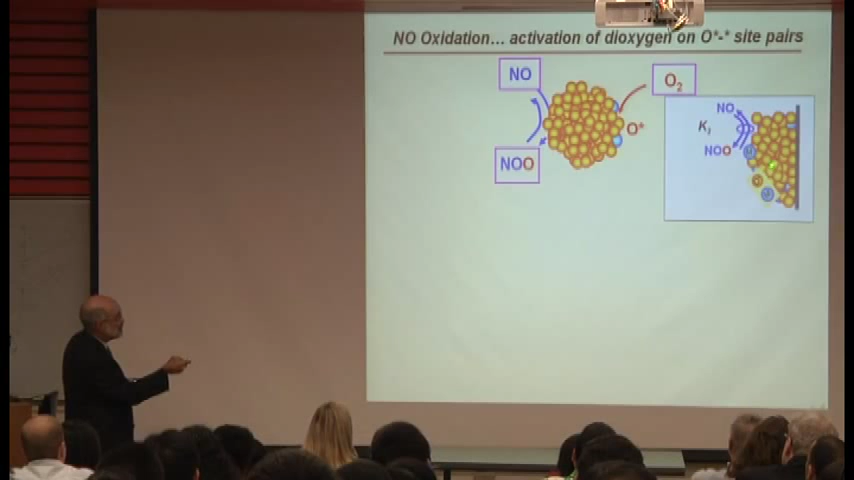 NO Oxidation... activation of dioxygen on O*-* site pairs
NO
O2
O*
NOO
NO
K1
NOO